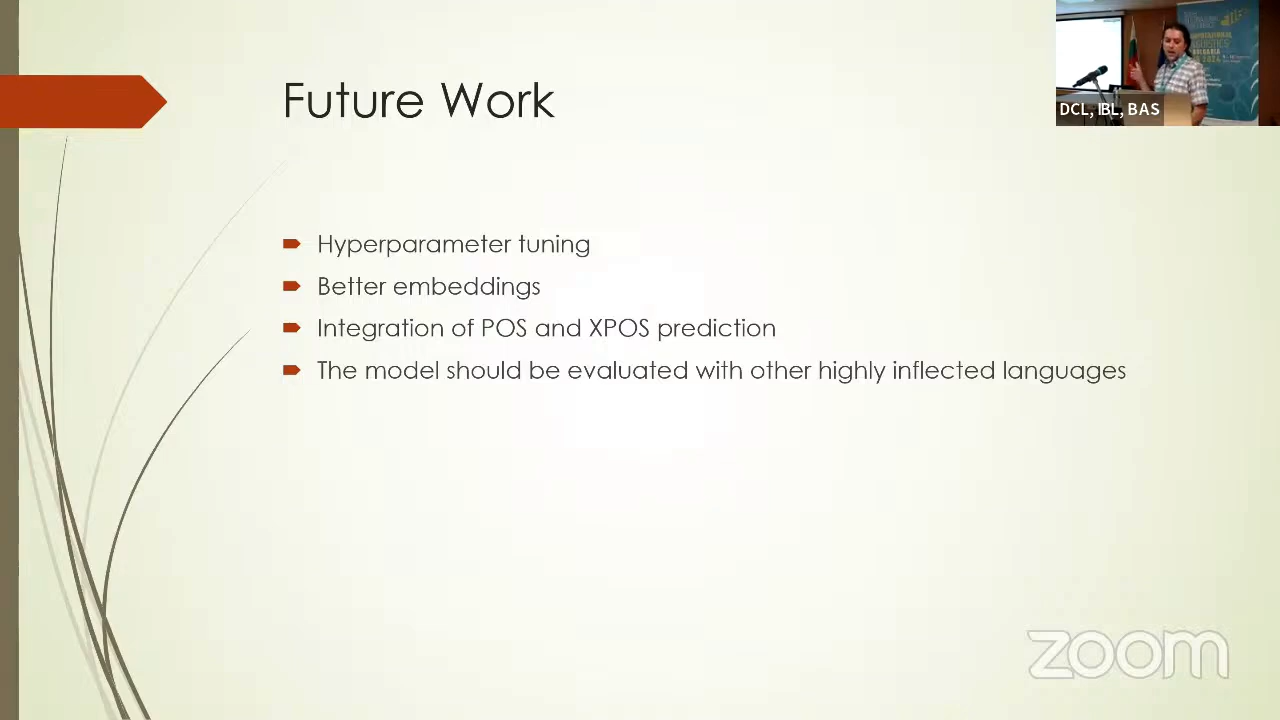 Future Work
DCL, IBL, BAS
Hyperparameter tuning
Better embeddings
Integration of POS and XPOS prediction
The model should be evaluated with other highly inflected languages
zoom